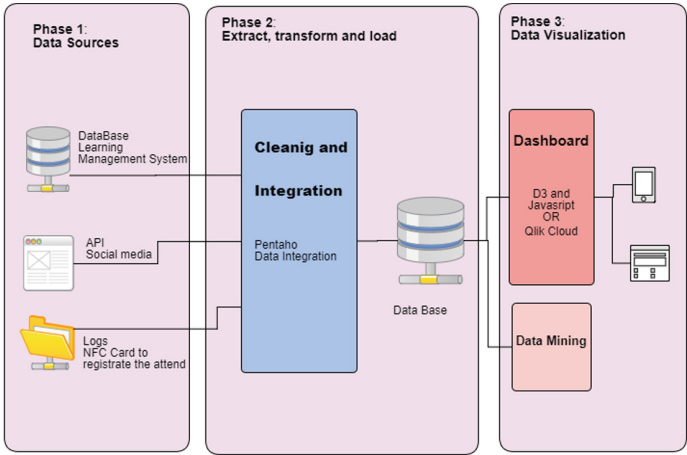 Phase 1:
Data Sources
DataBase
Learning
Management System
API
Social media
Logs
NFC Card to
registrate the attend
Phase 2:
Extract, transform and load
Cleanig and
Integration
Pentaho
Data Integration
Data Base
Phase 3:
Data Visualization
Dashboard
D3 and
Javasript
OR
Qlik Cloud
Data Mining